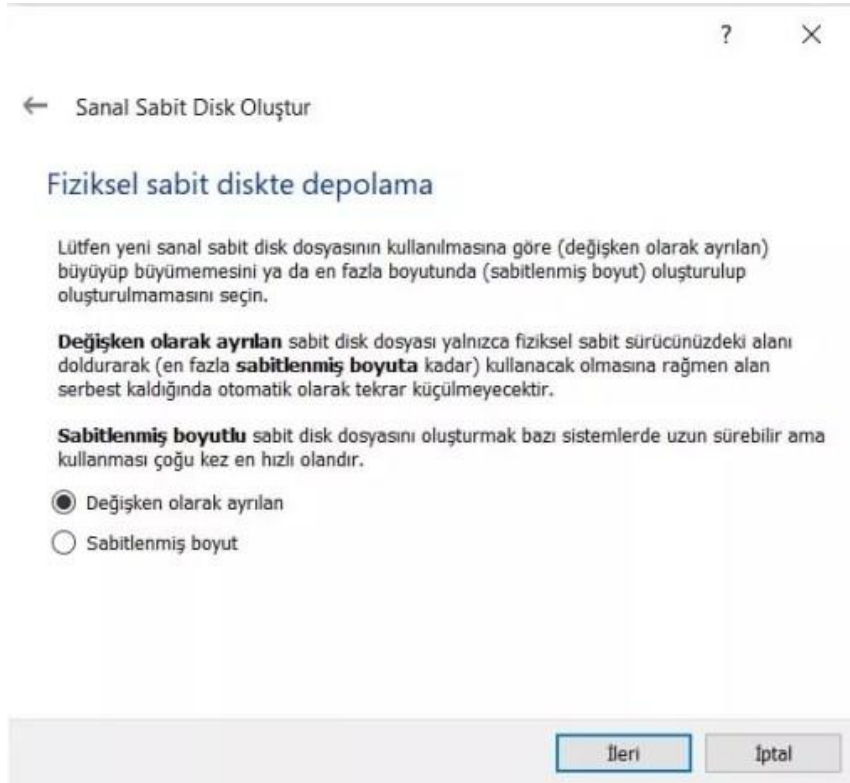 ?
Sanal Sabit Disk Oluştur
Fiziksel sabit diskte depolama
Lütfen yeni sanal sabit disk dosyasının kullanılmasına göre (değişken olarak ayrılan)
büyüyüp büyümemesini ya da en fazla boyutunda (sabitlenmiş boyut) oluşturulup
oluşturulmamasını seçin.
Değişken olarak ayrılan sabit disk dosyası yalnızca fiziksel sabit sürücünüzdeki alanı
doldurarak (en fazla sabitlenmiş boyuta kadar) kullanacak olmasına rağmen alan
serbest kaldığında otomatik olarak tekrar küçülmeyecektir.
Sabitlenmiş boyutlu sabit disk dosyasını oluşturmak bazı sistemlerde uzun sürebilir ama
kullanması çoğu kez en hızlı olandır.
Değişken olarak ayrılan
Sabitlenmiş boyut
İleri İptal